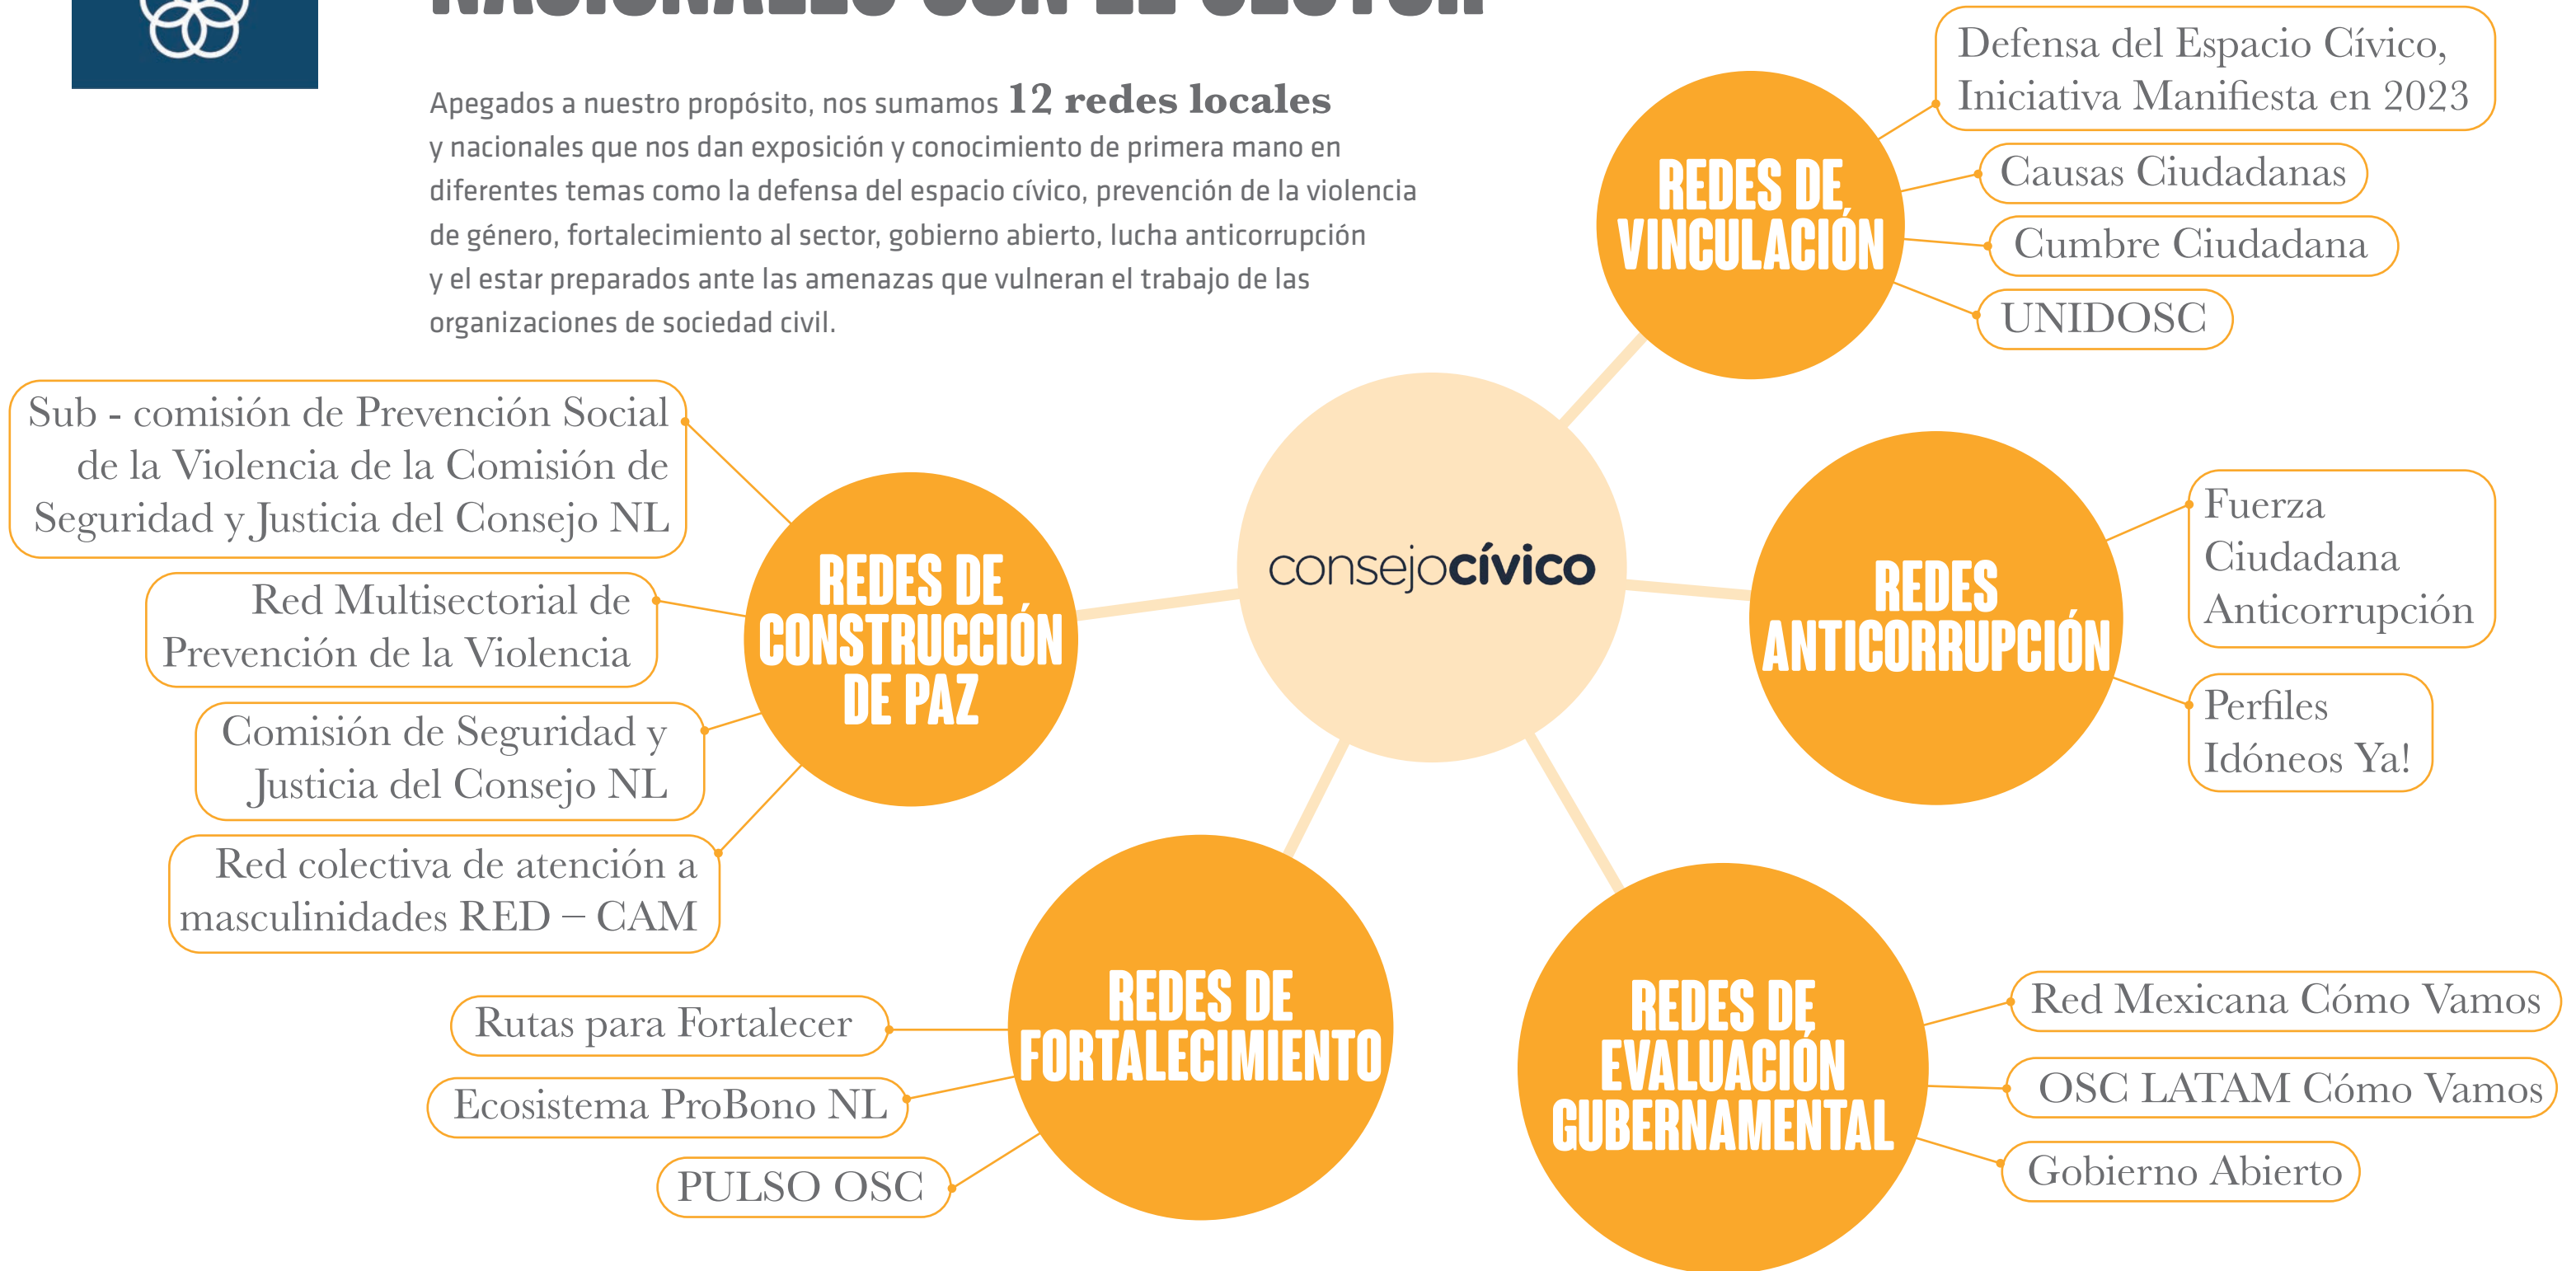 NACIONALES CON EL SECTOR
Apegados a nuestro propósito, nos sumamos 12 redes locales
y nacionales que nos dan exposición y conocimiento de primera mano en
diferentes temas como la defensa del espacio cívico, prevención de la violencia
de género, fortalecimiento al sector, gobierno abierto, lucha anticorrupción
y el estar preparados ante las amenazas que vulneran el trabajo de las
organizaciones de sociedad civil.
REDES DE
VINCULACIÓN
Defensa del Espacio Cívico,
Iniciativa Manifiesta en 2023
Causas Ciudadanas
Cumbre Ciudadana
UNIDOSC
consejocívico
REDES
ANTICORRUPCIÓN
Fuerza
Ciudadana
Anticorrupción
Perfiles
Idóneos Ya!
REDES DE
CONSTRUCCIÓN
DE PAZ
Sub - comisión de Prevención Social
de la Violencia de la Comisión de
Seguridad y Justicia del Consejo NL
Red Multisectorial de
Prevención de la Violencia
Comisión de Seguridad y
Justicia del Consejo NL
Red colectiva de atención a
masculinidades RED – CAM
REDES DE
FORTALECIMIENTO
Rutas para Fortalecer
Ecosistema ProBono NL
PULSO OSC
REDES DE
EVALUACIÓN
GUBERNAMENTAL
Red Mexicana Cómo Vamos
OSC LATAM Cómo Vamos
Gobierno Abierto